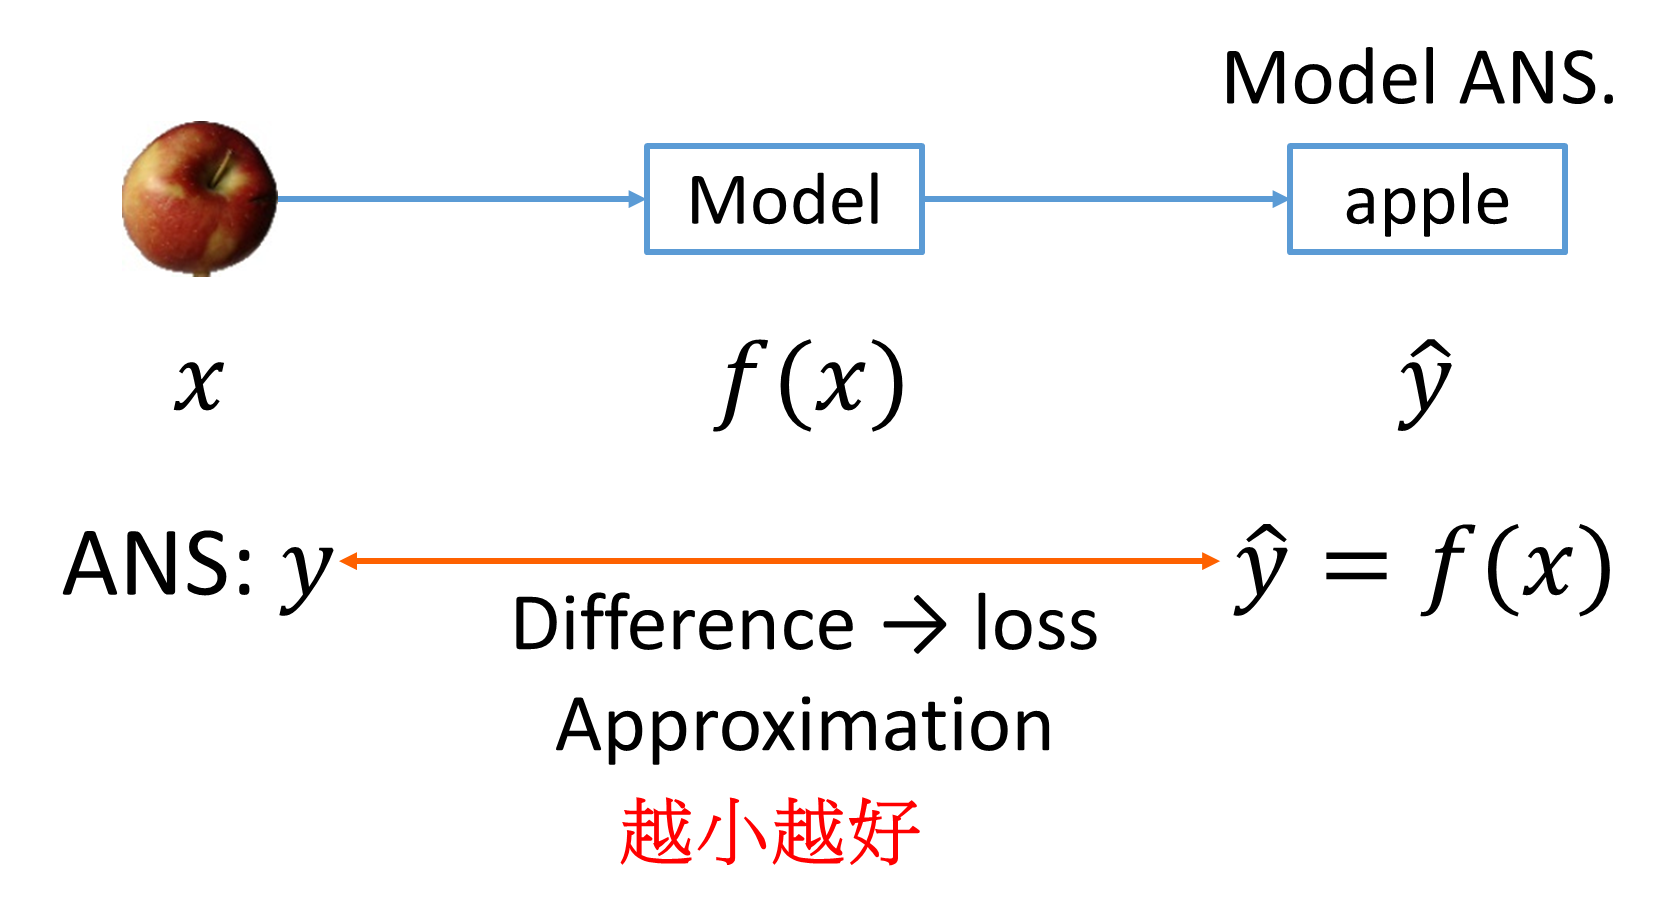 Model ANS.
Model
apple
x
f(x)
ŷ
ANS: y
ŷ = f(x)
Difference → loss
Approximation
越小越好